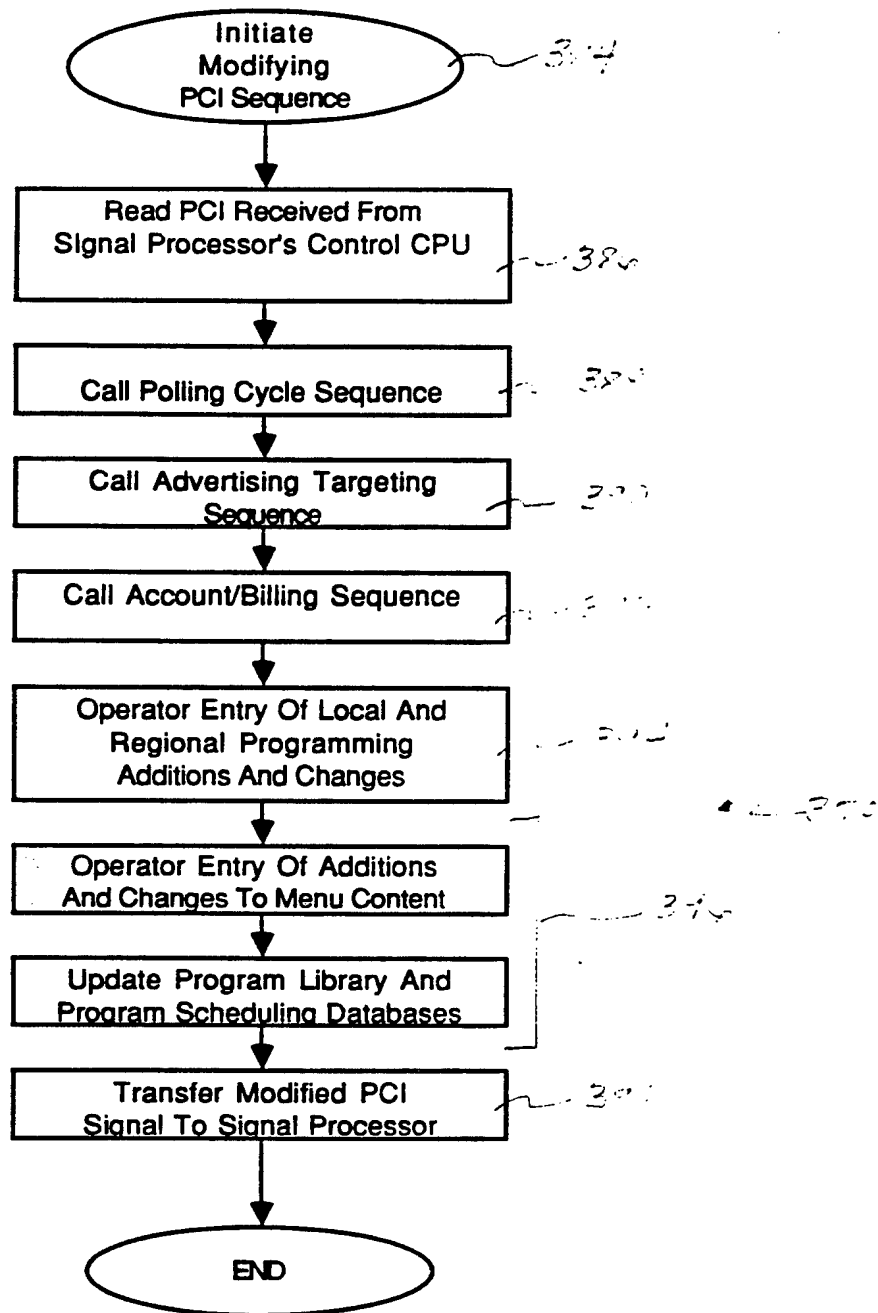 Initiate
Modifying
PCI Sequence
Read PCI Received From
Signal Processor's Control CPU
Call Polling Cycle Sequence
Call Advertising Targeting
Sequence
Call Account/Billing Sequence
Operator Entry Of Local And
Regional Programming
Additions And Changes
Operator Entry Of Additions
And Changes To Menu Content
Update Program Library And
Program Scheduling Databases
Transfer Modified PCI
Signal To Signal Processor
END